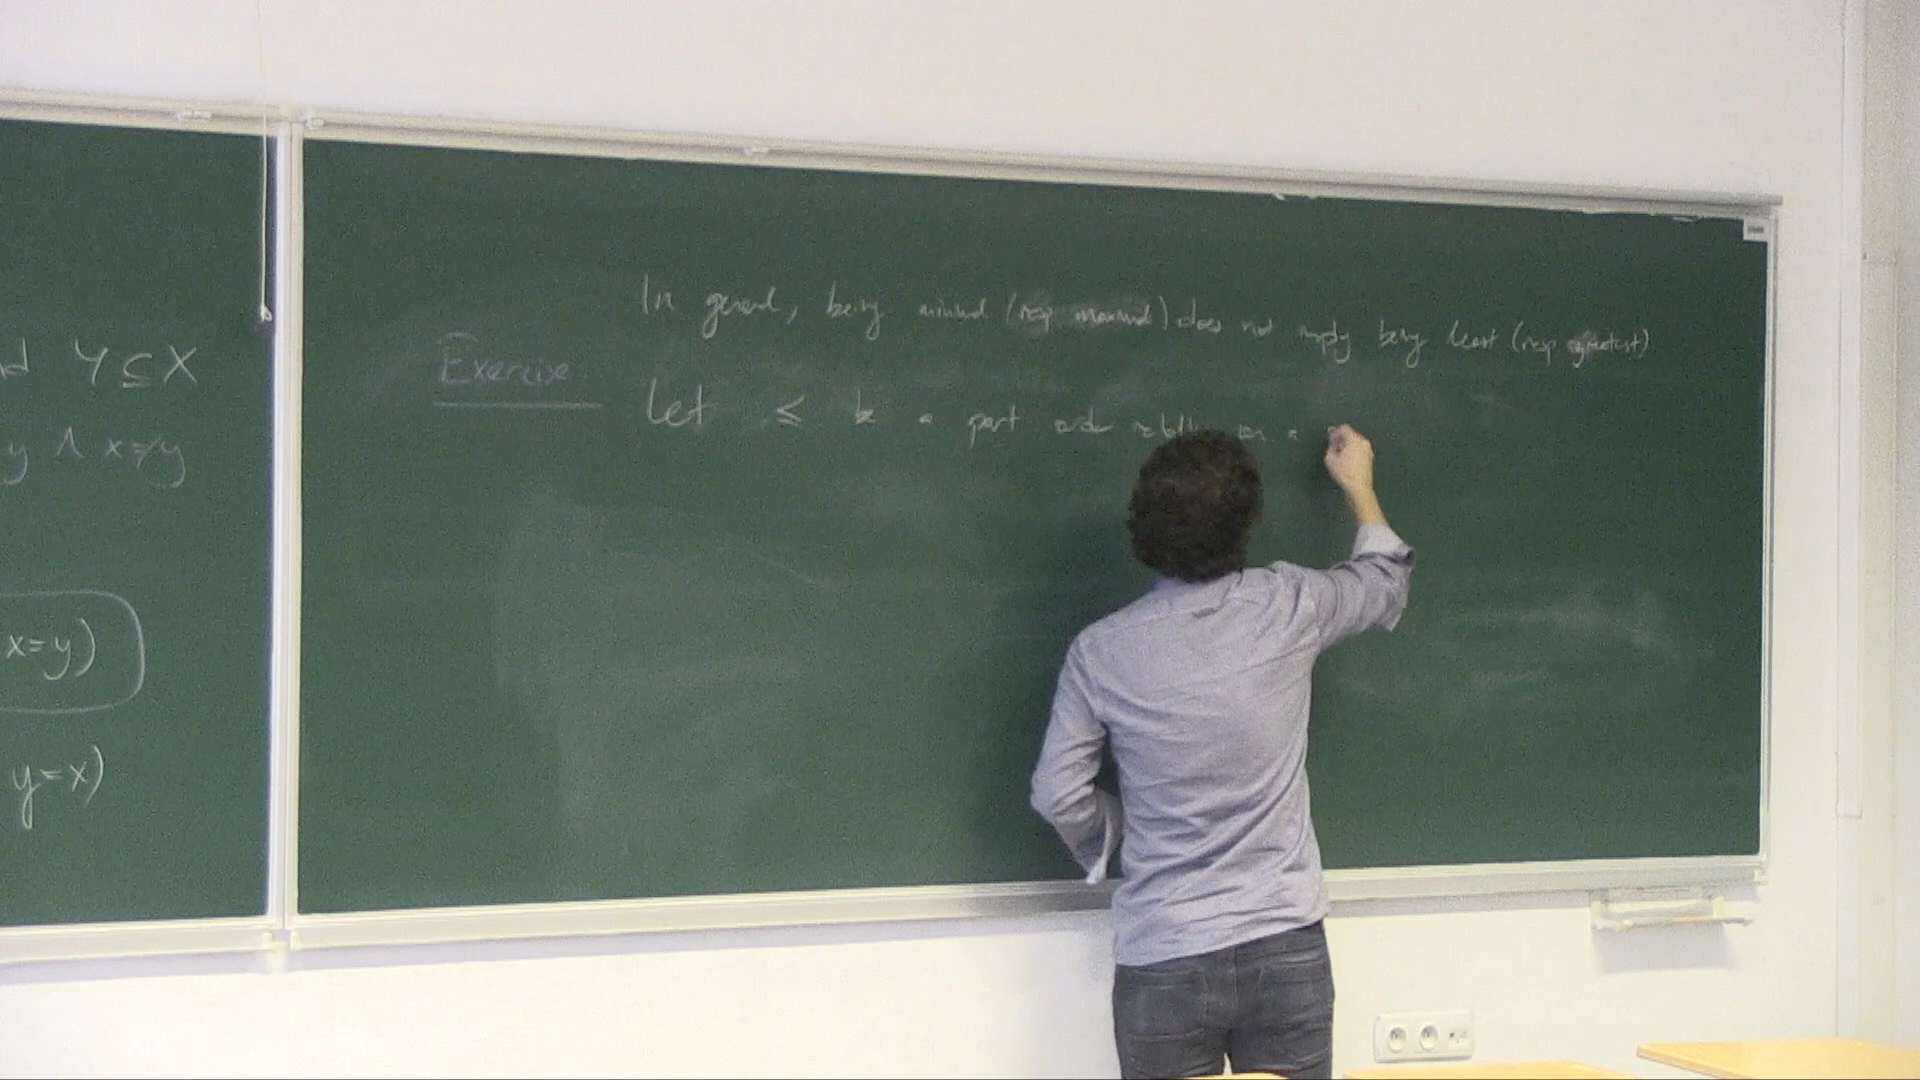 d Y ⊆ X
y ∧ x≠y
x=y)
y=x)
In general, being minimal (resp maximal) does not imply being least (resp greatest)
Exercise
Let ≤ be a part order relation on a